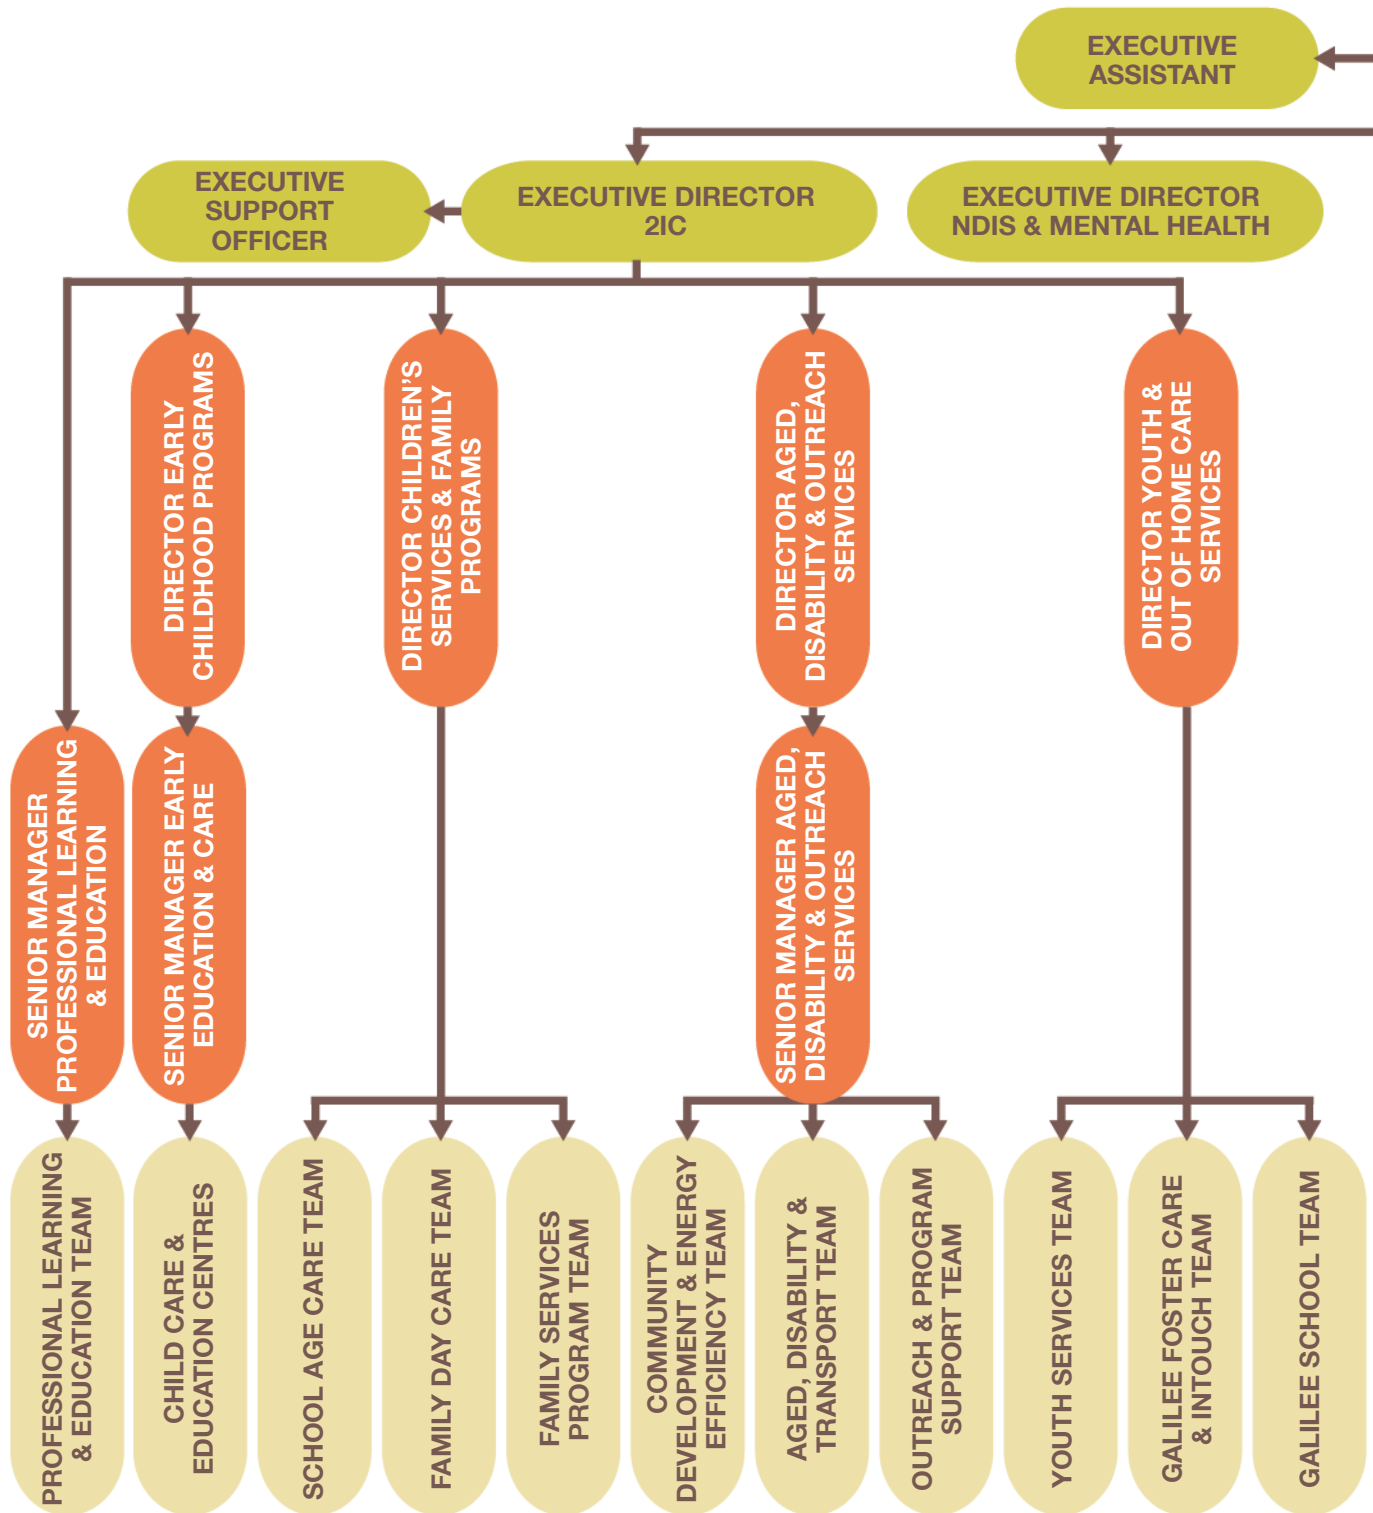 EXECUTIVE
ASSISTANT
EXECUTIVE
SUPPORT
OFFICER
EXECUTIVE DIRECTOR
2IC
EXECUTIVE DIRECTOR
NDIS & MENTAL HEALTH
DIRECTOR EARLY
CHILDHOOD PROGRAMS
DIRECTOR CHILDREN'S
SERVICES & FAMILY
PROGRAMS
DIRECTOR AGED,
DISABILITY & OUTREACH
SERVICES
DIRECTOR YOUTH &
OUT OF HOME CARE
SERVICES
SENIOR MANAGER
PROFESSIONAL LEARNING
& EDUCATION
SENIOR MANAGER EARLY
EDUCATION & CARE
SENIOR MANAGER AGED,
DISABILITY & OUTREACH
SERVICES
PROFESSIONAL LEARNING
& EDUCATION TEAM
CHILD CARE &
EDUCATION CENTRES
SCHOOL AGE CARE TEAM
FAMILY DAY CARE TEAM
FAMILY SERVICES
PROGRAM TEAM
COMMUNITY
DEVELOPMENT & ENERGY
EFFICIENCY TEAM
AGED, DISABILITY &
TRANSPORT TEAM
OUTREACH & PROGRAM
SUPPORT TEAM
YOUTH SERVICES TEAM
GALILEE FOSTER CARE
& INTOUCH TEAM
GALILEE SCHOOL TEAM